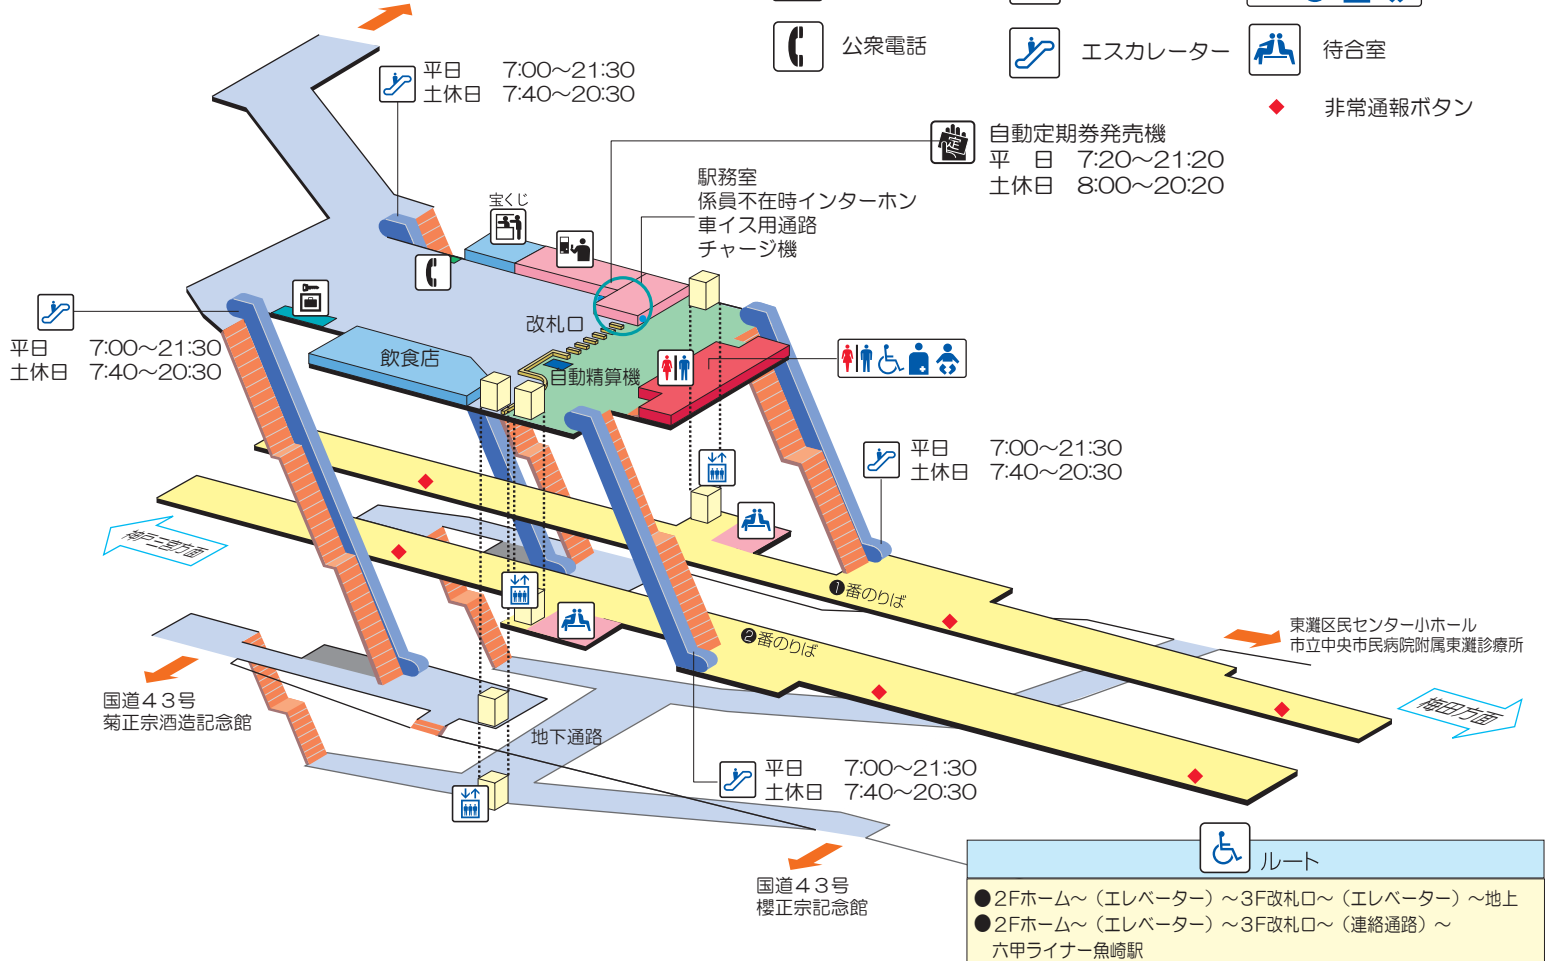 公衆電話
エスカレーター
待合室
非常通報ボタン
平日 7:00～21:30
土休日 7:40～20:30
自動定期券発売機
平 日 7:20～21:20
土休日 8:00～20:20
駅務室
係員不在時インターホン
車イス用通路
チャージ機
宝くじ
改札口
飲食店
自動精算機
平日 7:00～21:30
土休日 7:40～20:30
平日 7:00～21:30
土休日 7:40～20:30
神戸三宮方面
❶番のりば
❷番のりば
東灘区民センター小ホール
市立中央市民病院附属東灘診療所
梅田方面
国道４３号
菊正宗酒造記念館
地下通路
平日 7:00～21:30
土休日 7:40～20:30
国道４３号
櫻正宗記念館
ルート
●2Fホーム～（エレベーター）～3F改札口～（エレベーター）～地上
●2Fホーム～（エレベーター）～3F改札口～（連絡通路）～
六甲ライナー魚崎駅